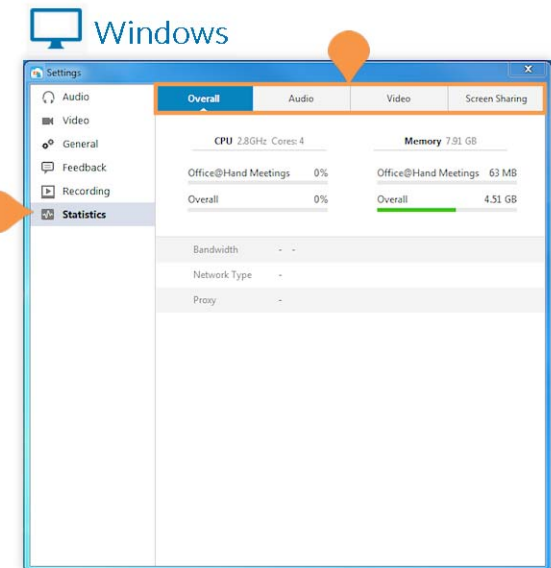 Windows
Settings
x
Audio
Video
General
Feedback
Recording
Statistics
Overall Audio Video Screen Sharing
CPU 2.8GHz Cores: 4 Memory 7.91 GB
Office@Hand Meetings 0% Office@Hand Meetings 63 MB
Overall 0% Overall 4.51 GB
Bandwidth - -
Network Type -
Proxy -